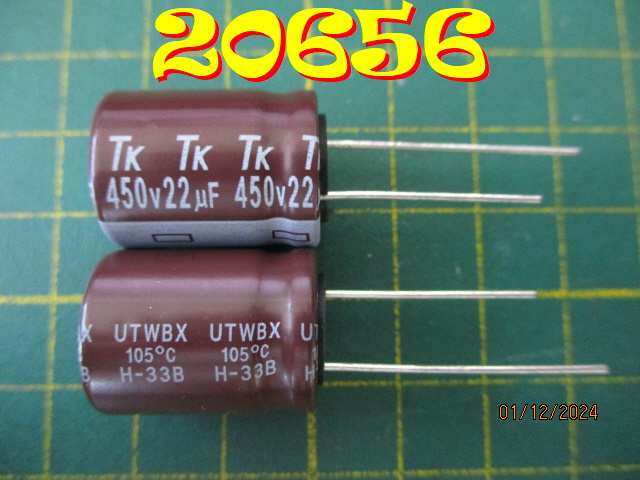 20656
TK TK TK T
450V22µF 450V22
X UTWBX UTWBX U
105°C 105°C
B H-33B H-33B H-
01/12/2024